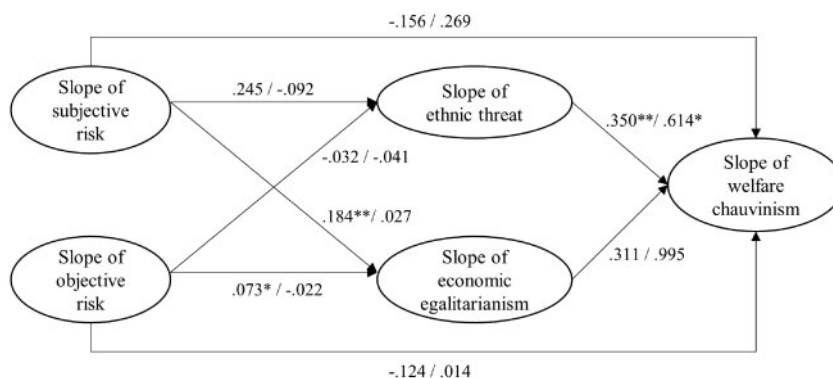 -.156 / .269
Slope of
subjective
risk
.245 / -.092
Slope of
ethnic threat
.350**/ .614*
-.032 / -.041
Slope of
welfare
chauvinism
.184**/ .027
Slope of
objective
risk
.073* / -.022
Slope of
economic
egalitarianism
.311 / .995
-.124 / .014